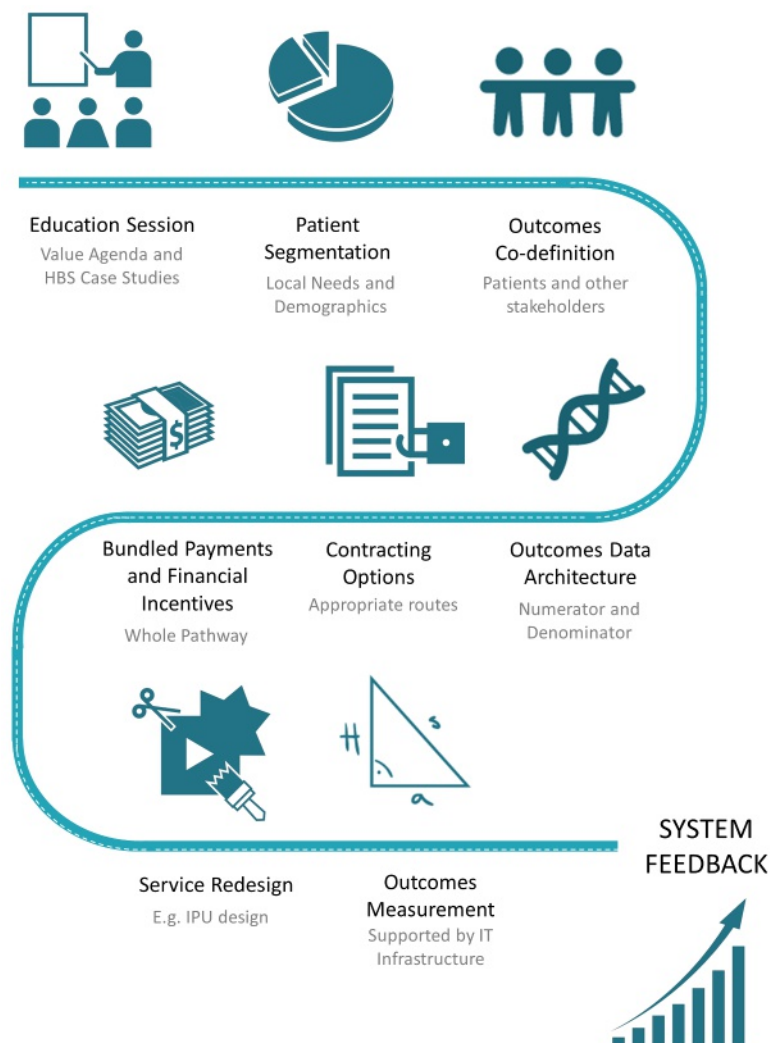 Education Session
Value Agenda and
HBS Case Studies
Patient
Segmentation
Local Needs and
Demographics
Outcomes
Co-definition
Patients and other
stakeholders
$
Bundled Payments
and Financial
Incentives
Whole Pathway
Contracting
Options
Appropriate routes
Outcomes Data
Architecture
Numerator and
Denominator
H
s
a
Service Redesign
E.g. IPU design
Outcomes
Measurement
Supported by IT
Infrastructure
SYSTEM
FEEDBACK